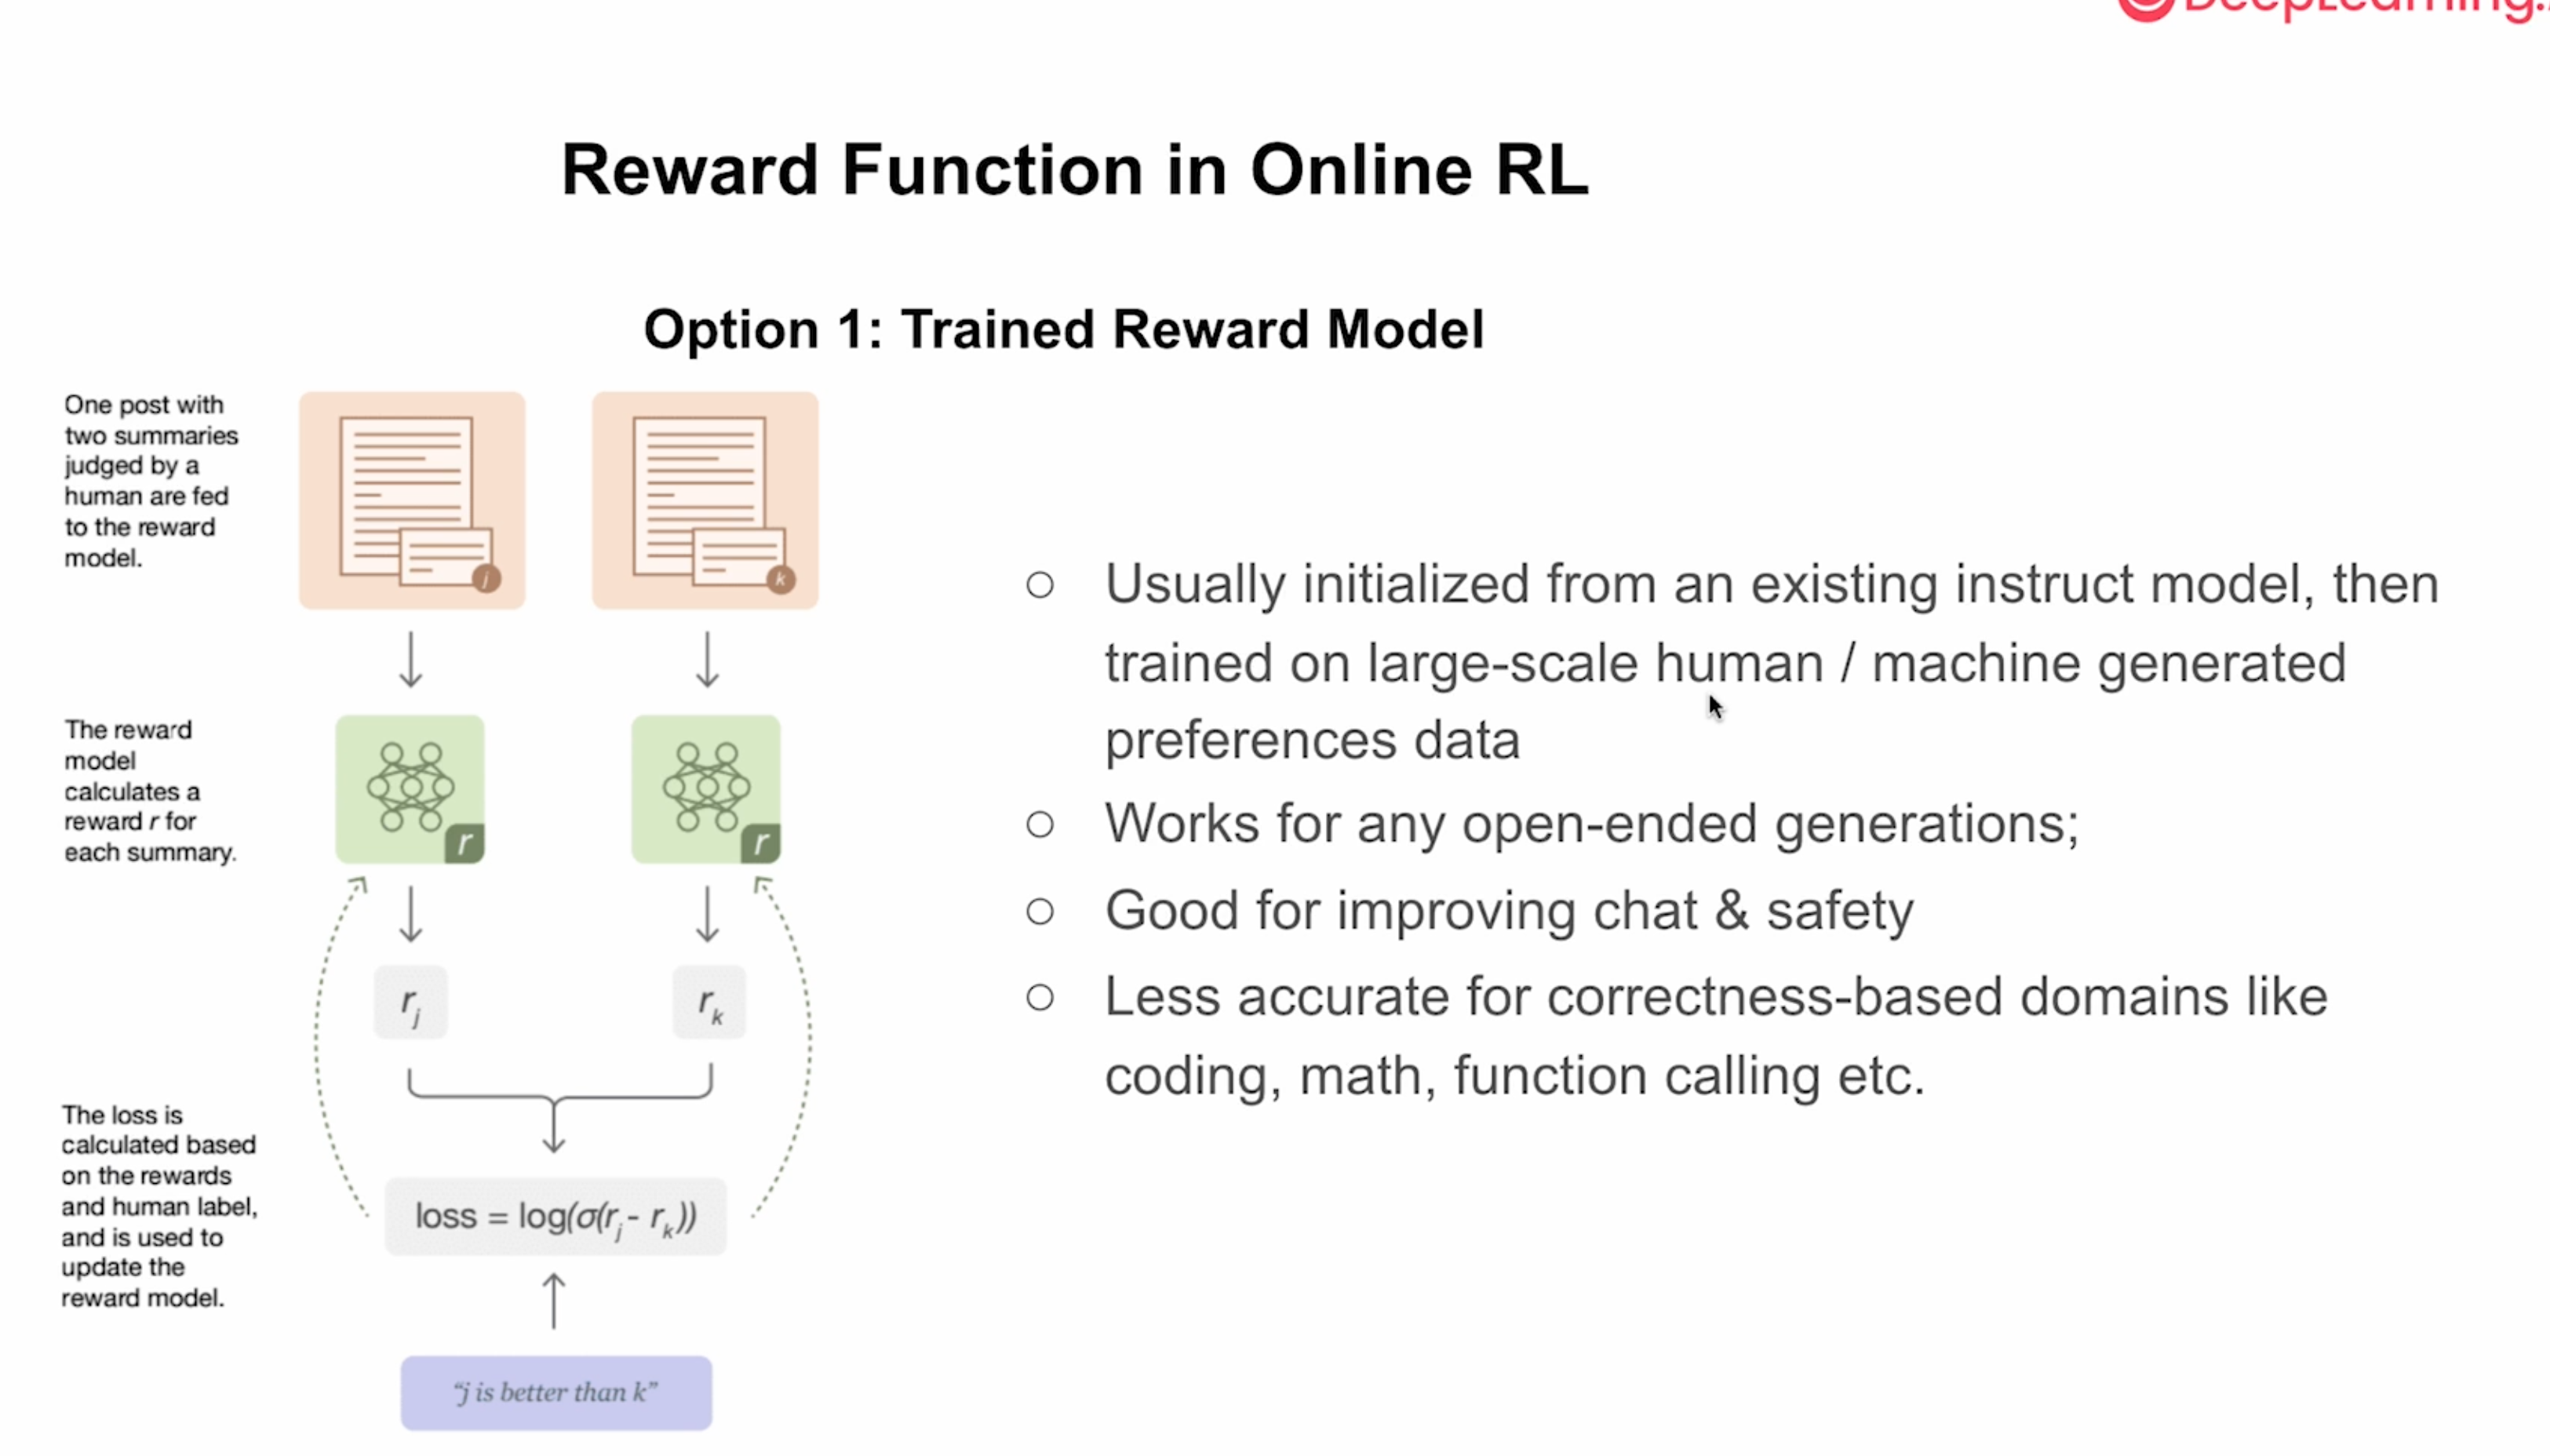 Reward Function in Online RL
Option 1: Trained Reward Model
One post with
two summaries
judged by a
human are fed
to the reward
model.
j
k
The reward
model
calculates a
reward r for
each summary.
r
r
r_j
r_k
The loss is
calculated based
on the rewards
and human label,
and is used to
update the
reward model.
loss = log(σ(r_j - r_k))
“j is better than k”
○ Usually initialized from an existing instruct model, then
trained on large-scale human / machine generated
preferences data
○ Works for any open-ended generations;
○ Good for improving chat & safety
○ Less accurate for correctness-based domains like
coding, math, function calling etc.